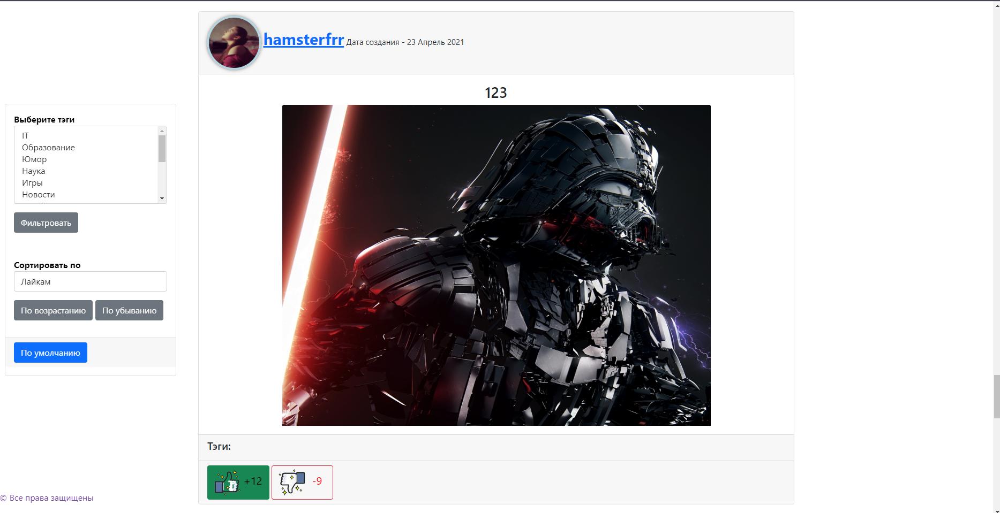 hamsterfrr Дата создания - 23 Апрель 2021
123
Выберите тэги
IT
Образование
Юмор
Наука
Игры
Новости
Фильтровать
Сортировать по
Лайкам
По возрастанию По убыванию
По умолчанию
Тэги:
+12 -9
© Все права защищены